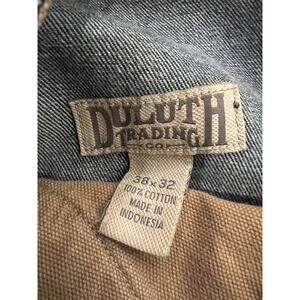 DULUTH
TRADING
CO
38 x 32
100% COTTON
MADE IN
INDONESIA